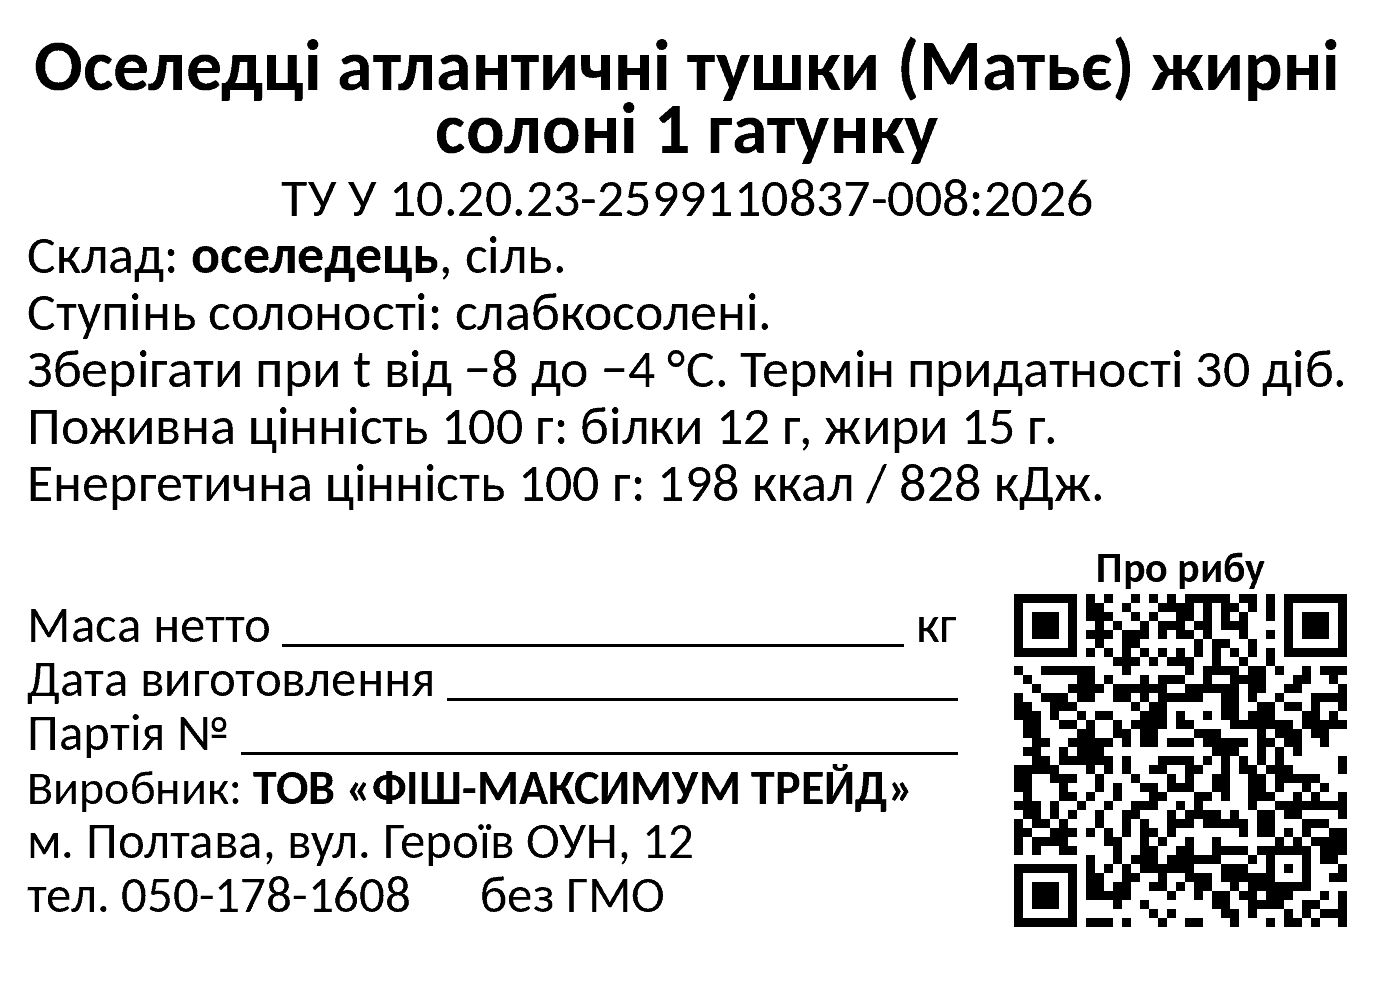 Оселедці атлантичні тушки (Матьє) жирні
солоні 1 гатунку
ТУ У 10.20.23-2599110837-008:2026
Склад: оселедець, сіль.
Ступінь солоності: слабкосолені.
Зберігати при t від −8 до −4 °С. Термін придатності 30 діб.
Поживна цінність 100 г: білки 12 г, жири 15 г.
Енергетична цінність 100 г: 198 ккал / 828 кДж.
Про рибу
Маса нетто ______ кг
Дата виготовлення ______
Партія № ______
Виробник: ТОВ «ФІШ-МАКСИМУМ ТРЕЙД»
м. Полтава, вул. Героїв ОУН, 12
тел. 050-178-1608 без ГМО